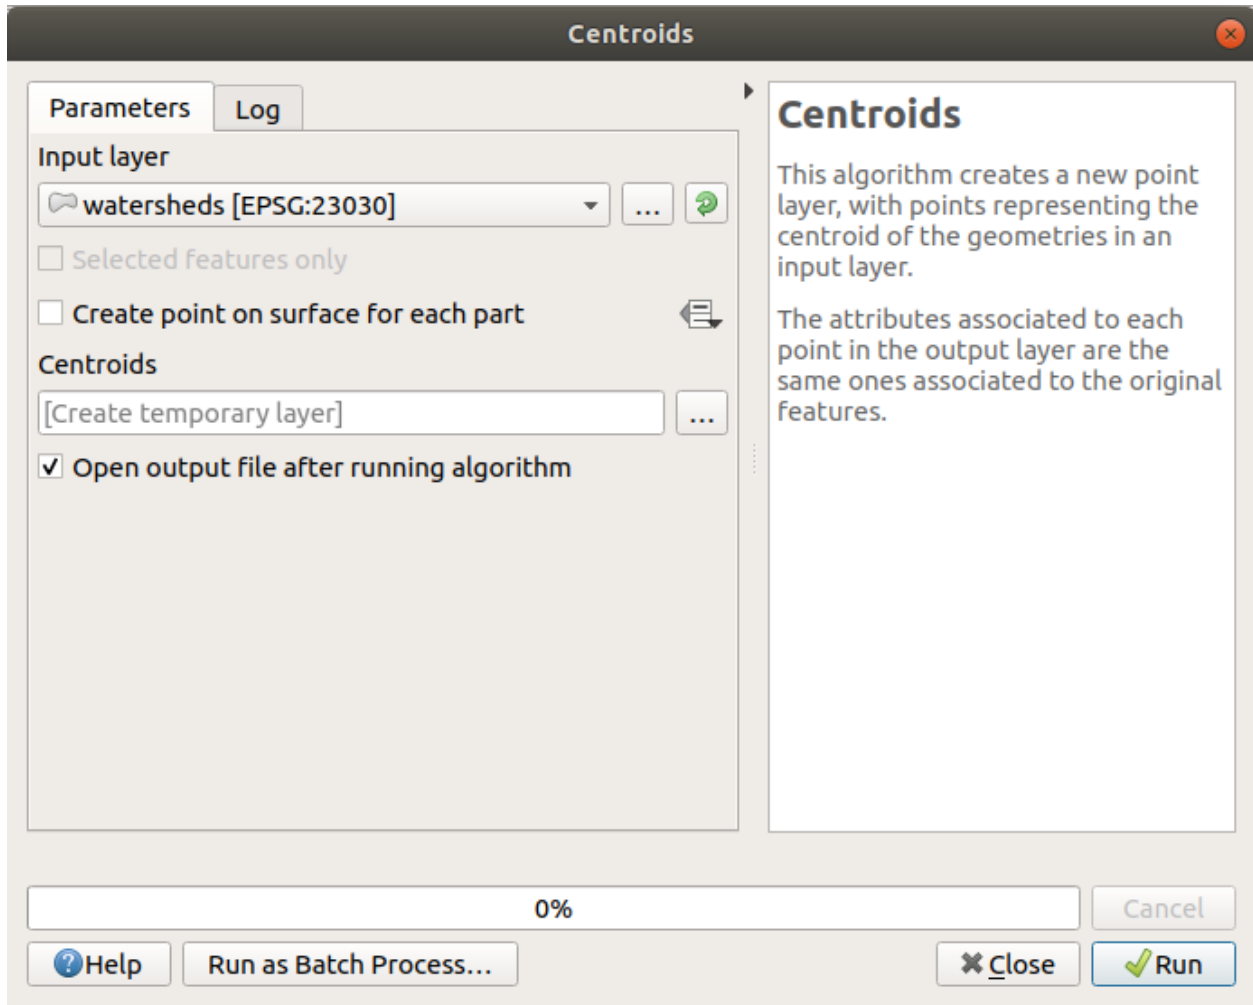 Centroids
Parameters
Log
Input layer
watersheds [EPSG:23030]
...
Selected features only
Create point on surface for each part
Centroids
[Create temporary layer]
...
Open output file after running algorithm
Centroids
This algorithm creates a new point
layer, with points representing the
centroid of the geometries in an
input layer.
The attributes associated to each
point in the output layer are the
same ones associated to the original
features.
0%
Cancel
Help
Run as Batch Process...
Close
Run